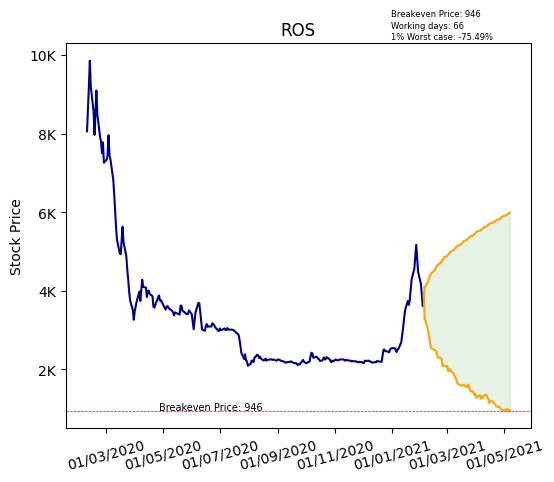 Breakeven Price: 946
Working days: 66
1% Worst case: -75.49%
ROS
10K
8K
6K
4K
2K
Stock Price
Breakeven Price: 946
01/03/2020
01/05/2020
01/07/2020
01/09/2020
01/11/2020
01/01/2021
01/03/2021
01/05/2021